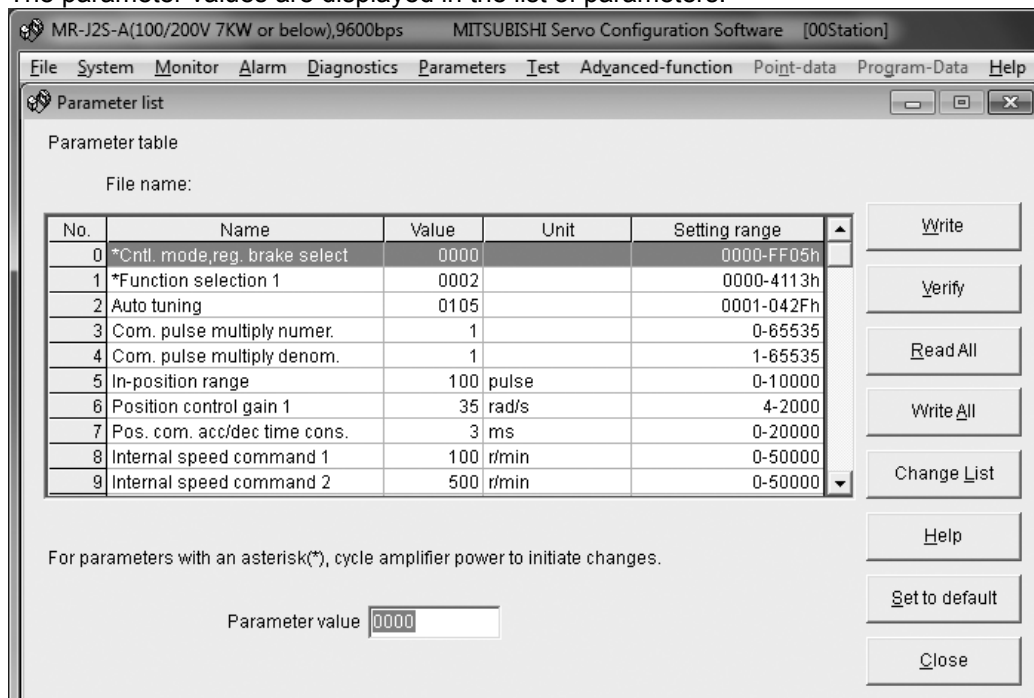 The parameter values are displayed in the list of parameters.
MR-J2S-A(100/200V 7KW or below),9600bps MITSUBISHI Servo Configuration Software [00Station]
File System Monitor Alarm Diagnostics Parameters Test Advanced-function Point-data Program-Data Help
Parameter list
Parameter table
File name:
No. Name Value Unit Setting range
0 *Cntl. mode,reg. brake select 0000 0000-FF05h
1 *Function selection 1 0002 0000-4113h
2 Auto tuning 0105 0001-042Fh
3 Com. pulse multiply numer. 1 0-65535
4 Com. pulse multiply denom. 1 1-65535
5 In-position range 100 pulse 0-10000
6 Position control gain 1 35 rad/s 4-2000
7 Pos. com. acc/dec time cons. 3 ms 0-20000
8 Internal speed command 1 100 r/min 0-50000
9 Internal speed command 2 500 r/min 0-50000
Write
Verify
Read All
Write All
Change List
Help
Set to default
Close
For parameters with an asterisk(*), cycle amplifier power to initiate changes.
Parameter value 0000